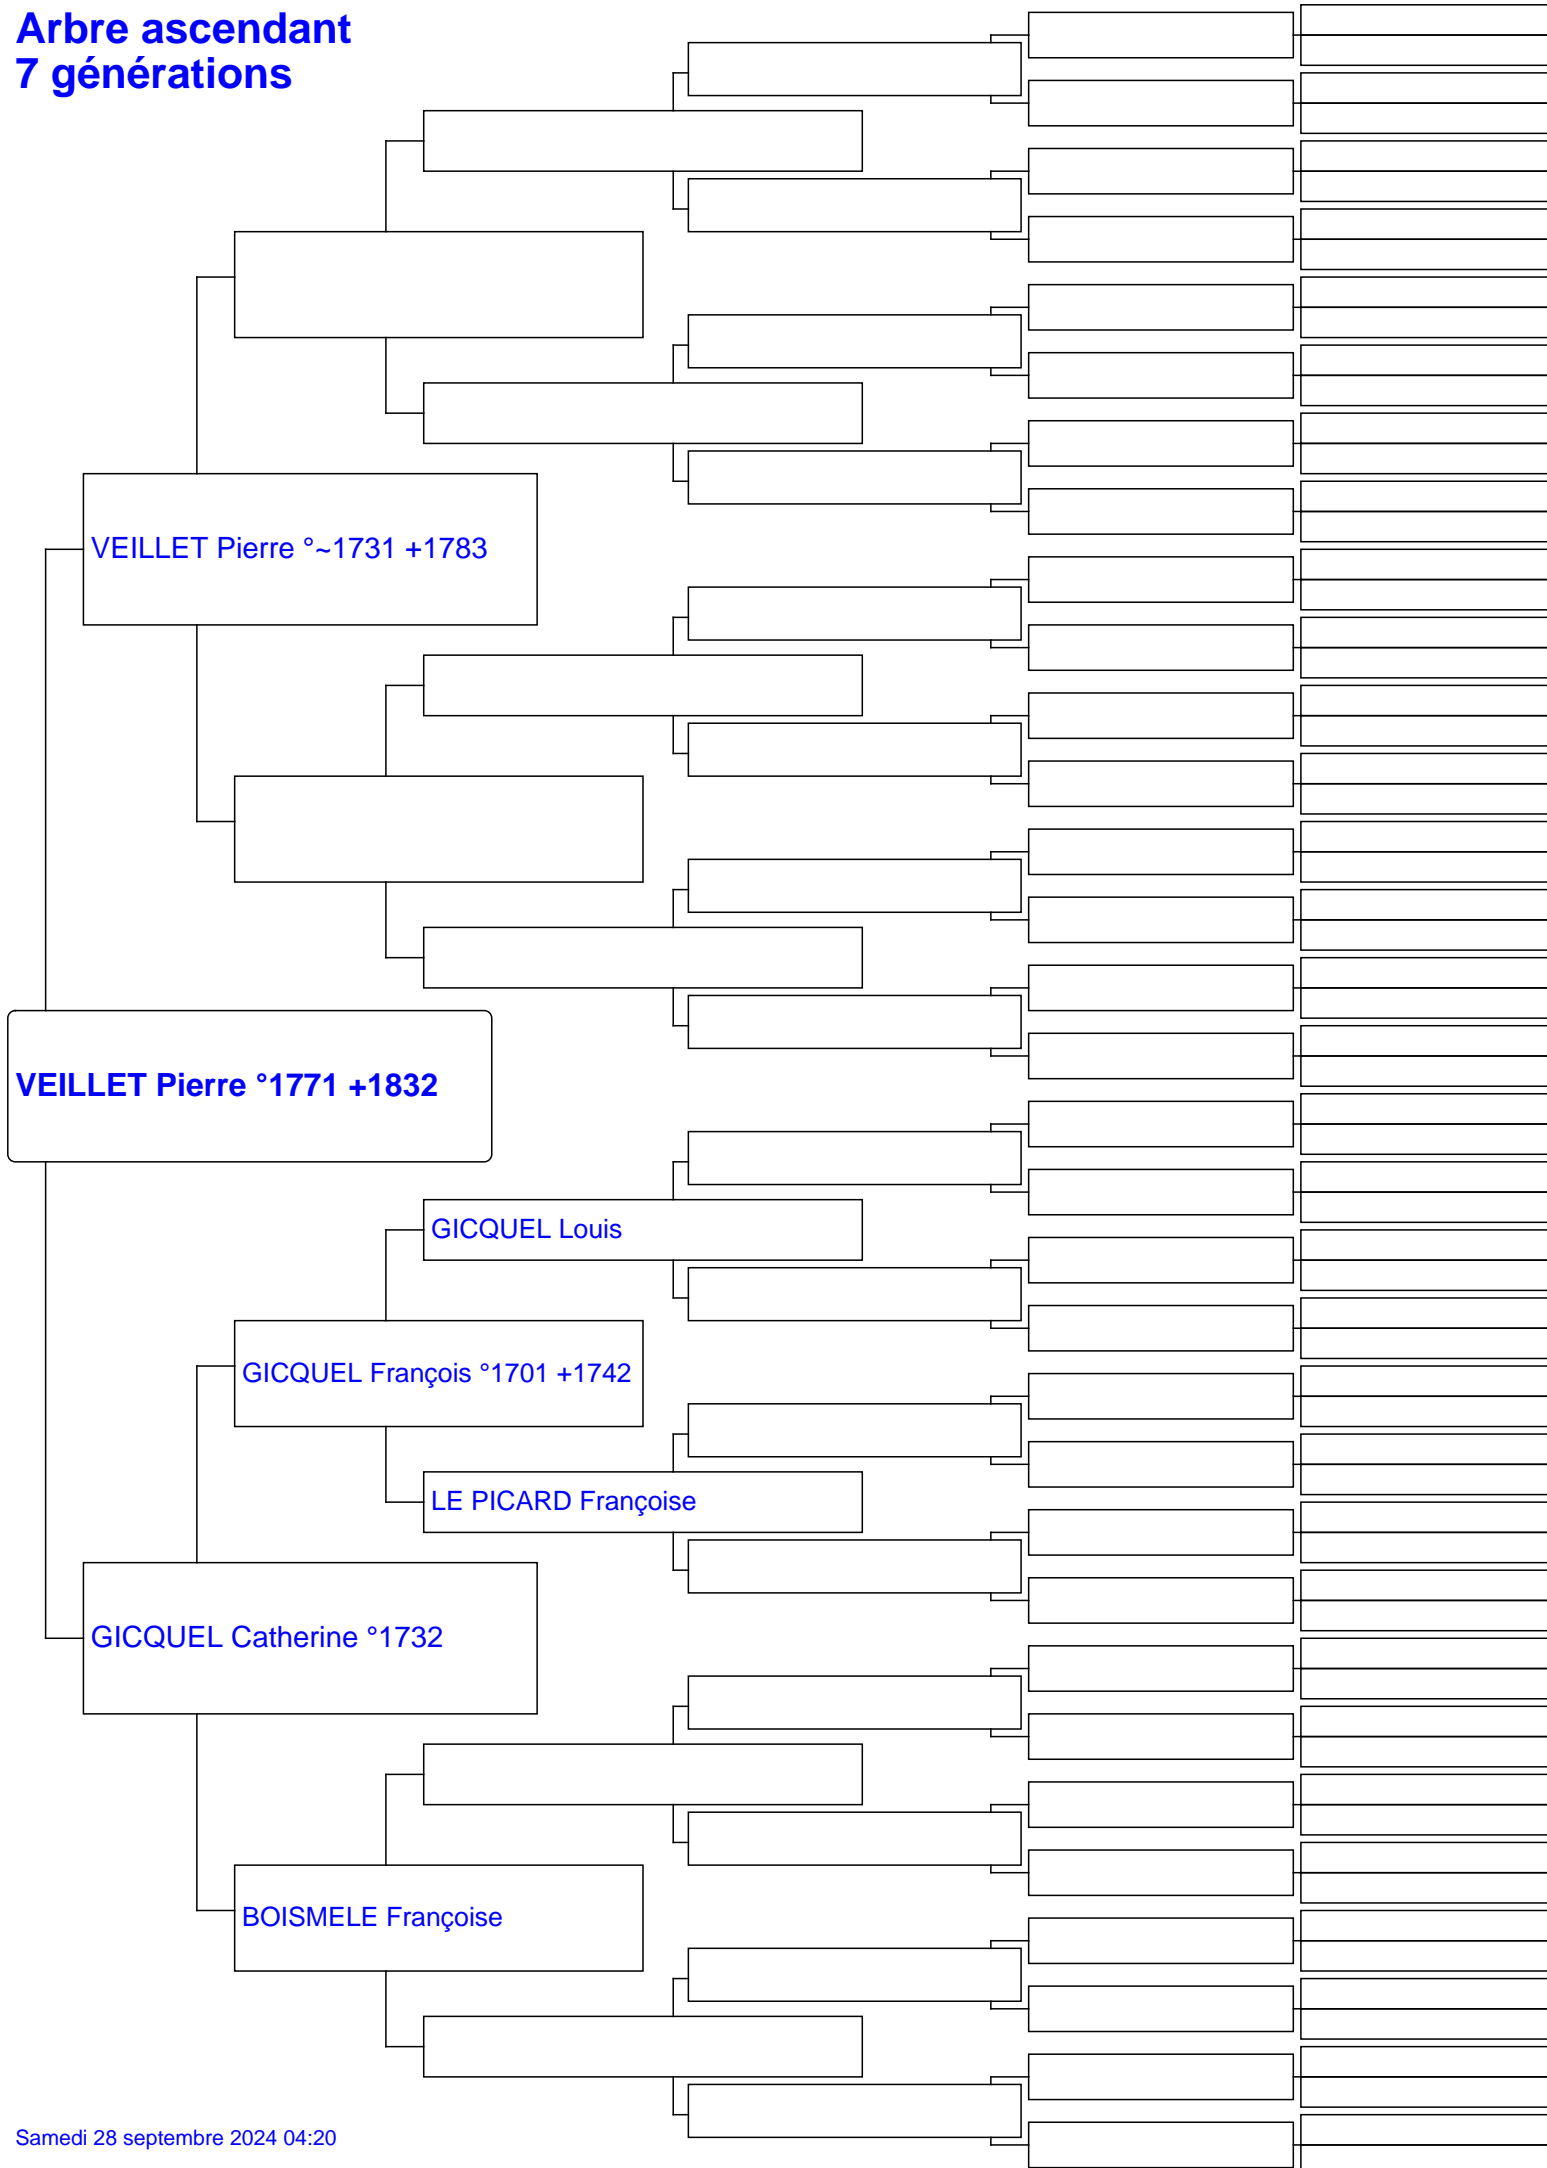 Arbre ascendant
7 générations
VEILLET Pierre °~1731 +1783
VEILLET Pierre °1771 +1832
GICQUEL Louis
GICQUEL François °1701 +1742
LE PICARD Françoise
GICQUEL Catherine °1732
BOISMELE Françoise
Samedi 28 septembre 2024 04:20